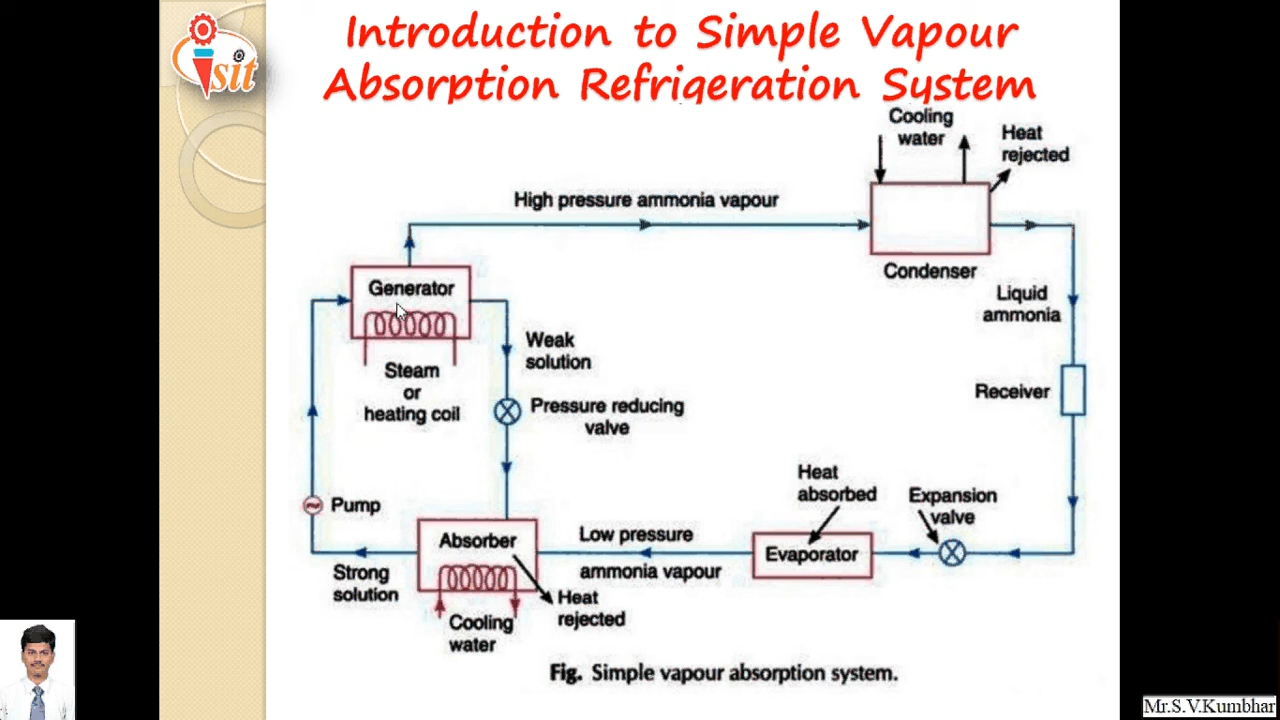 Introduction to Simple Vapour
Absorption Refrigeration System
sit
Cooling
water
Heat
rejected
High pressure ammonia vapour
Condenser
Generator
Liquid
ammonia
Weak
solution
Steam
or
heating coil
Pressure reducing
valve
Receiver
Heat
absorbed
Expansion
valve
Pump
Absorber
Low pressure
ammonia vapour
Evaporator
Strong
solution
Heat
rejected
Cooling
water
Fig. Simple vapour absorption system.
Mr.S.V.Kumbhar